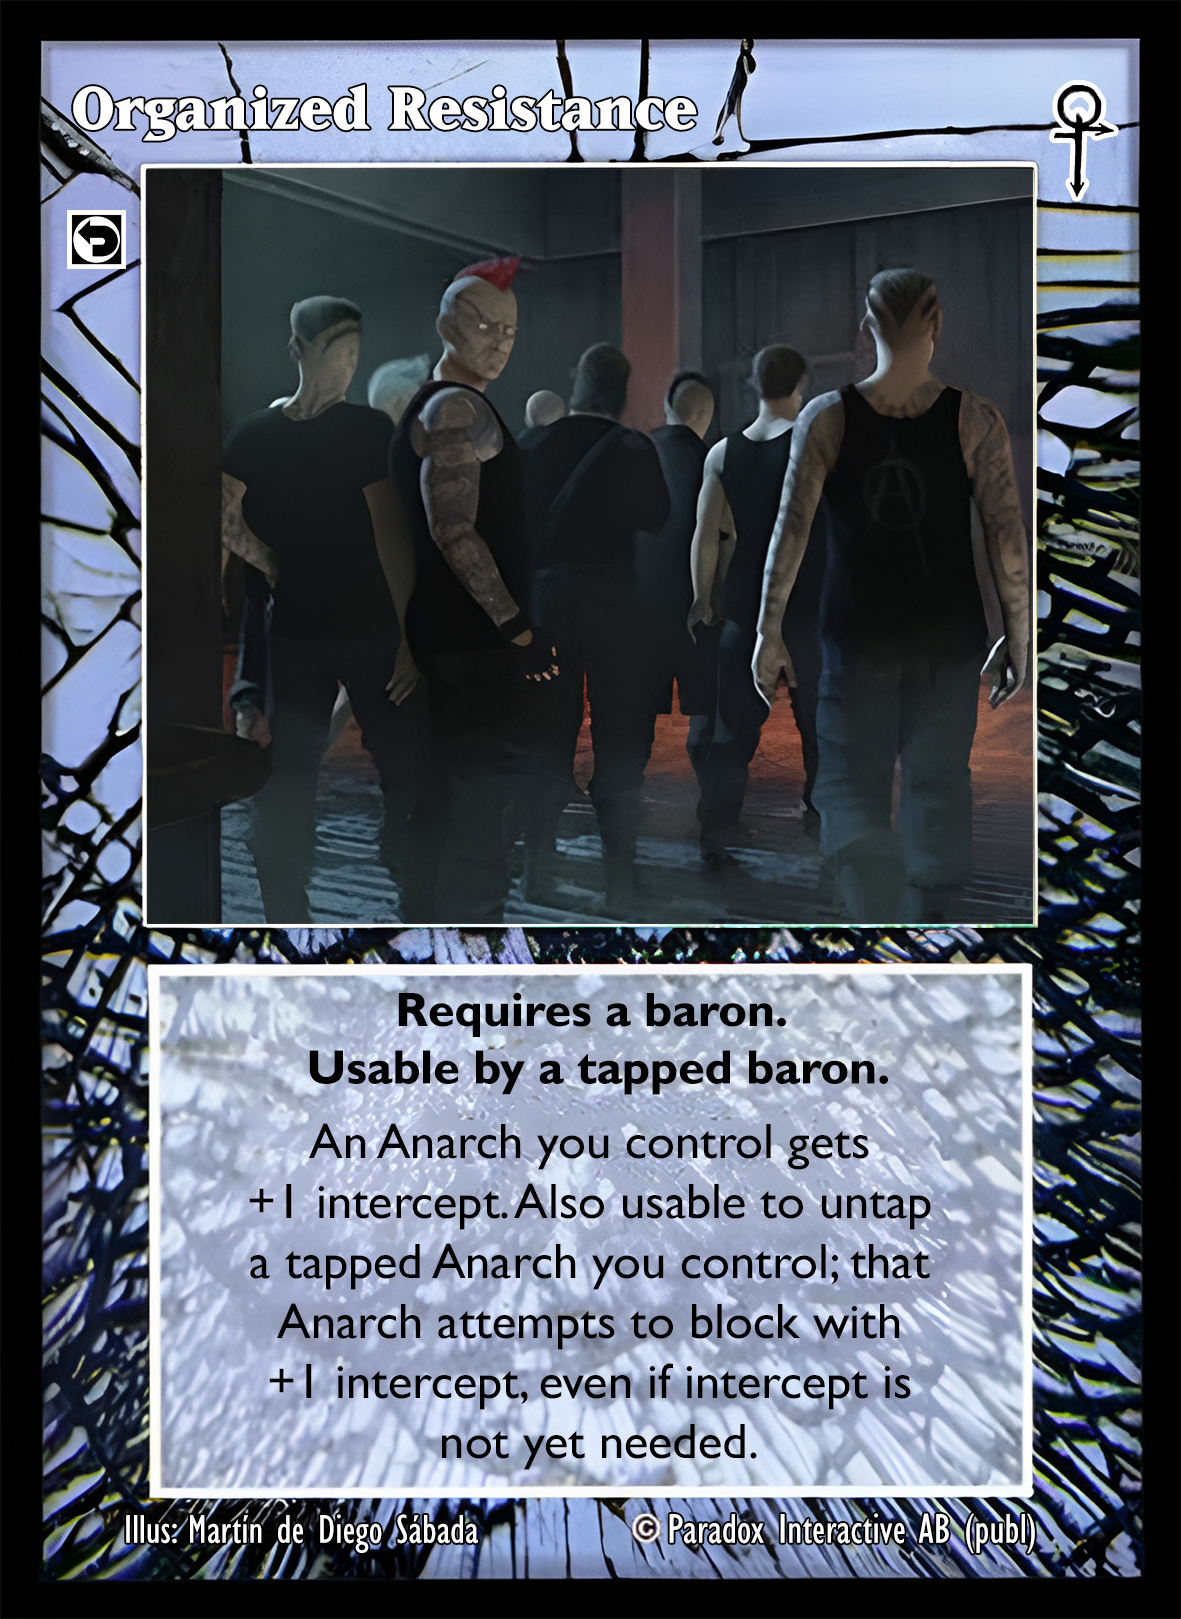 Organized Resistance
Requires a baron.
Usable by a tapped baron.
An Anarch you control gets
+1 intercept. Also usable to untap
a tapped Anarch you control; that
Anarch attempts to block with
+1 intercept, even if intercept is
not yet needed.
Illus: Martín de Diego Sábada © Paradox Interactive AB (publ)